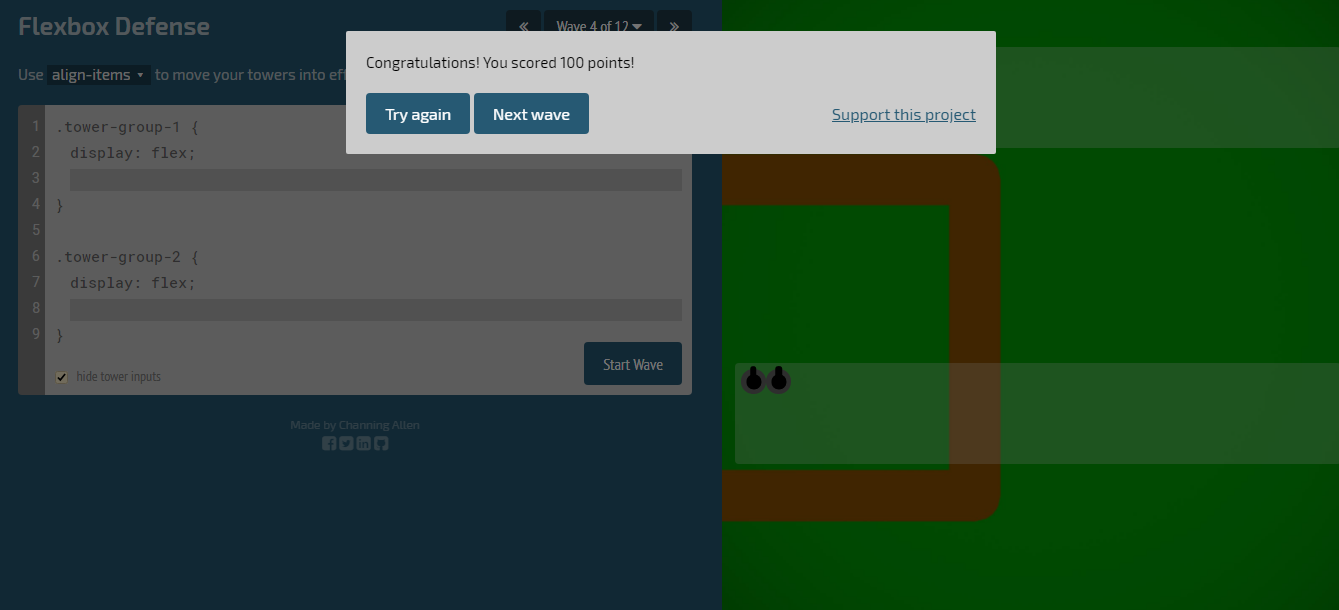 Flexbox Defense
« Wave 4 of 12 »
Use align-items to move your towers into
Congratulations! You scored 100 points!
Try again Next wave Support this project
1 .tower-group-1 {
2 display: flex;
3
4 }
5
6 .tower-group-2 {
7 display: flex;
8
9 }
hide tower inputs
Start Wave
Made by Channing Allen